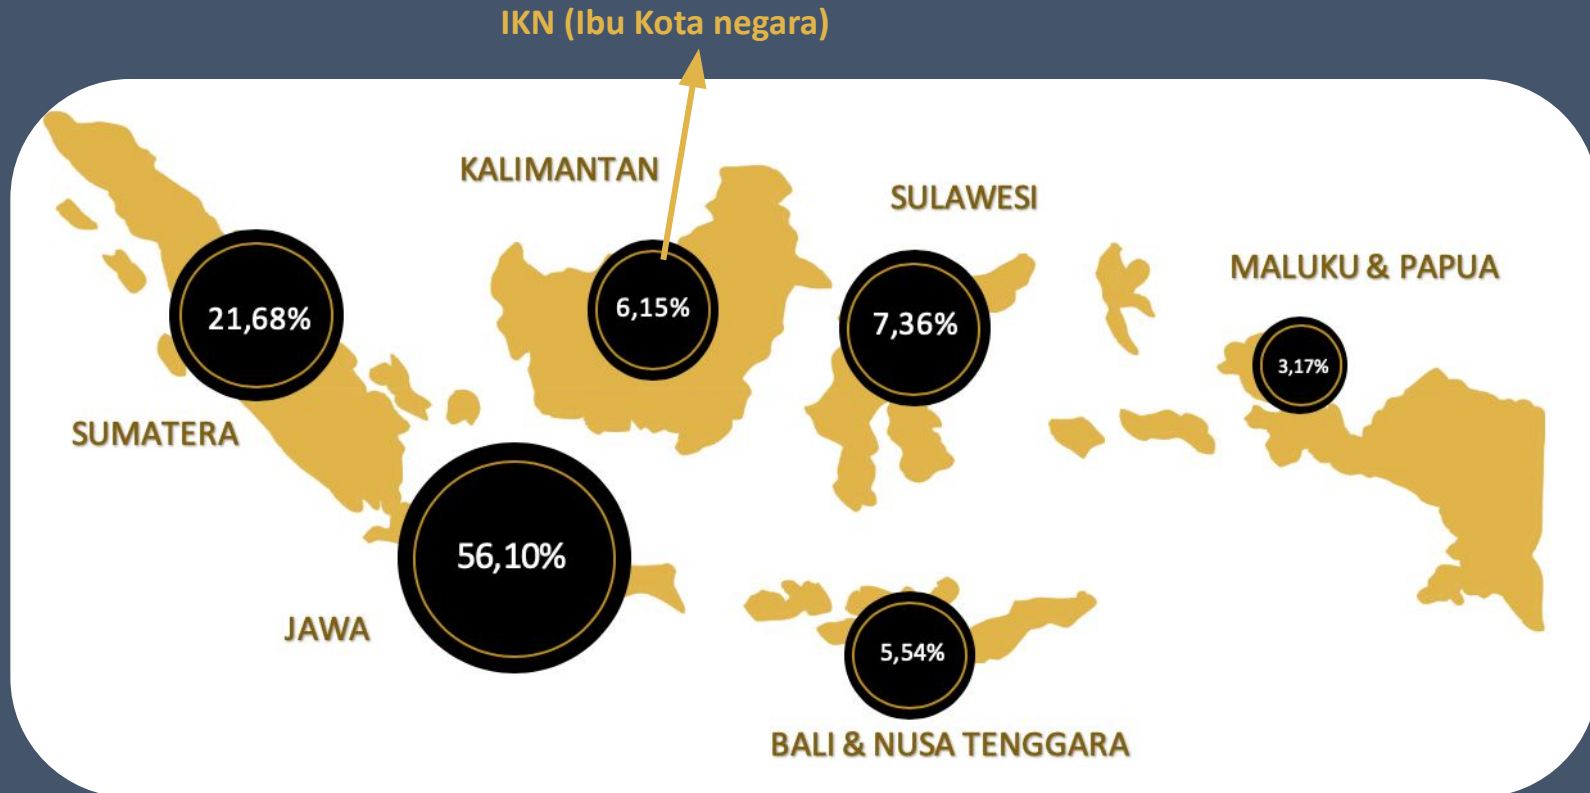 IKN (Ibu Kota negara)
KALIMANTAN
SULAWESI
MALUKU & PAPUA
21,68%
6,15%
7,36%
3,17%
SUMATERA
56,10%
JAWA
5,54%
BALI & NUSA TENGGARA